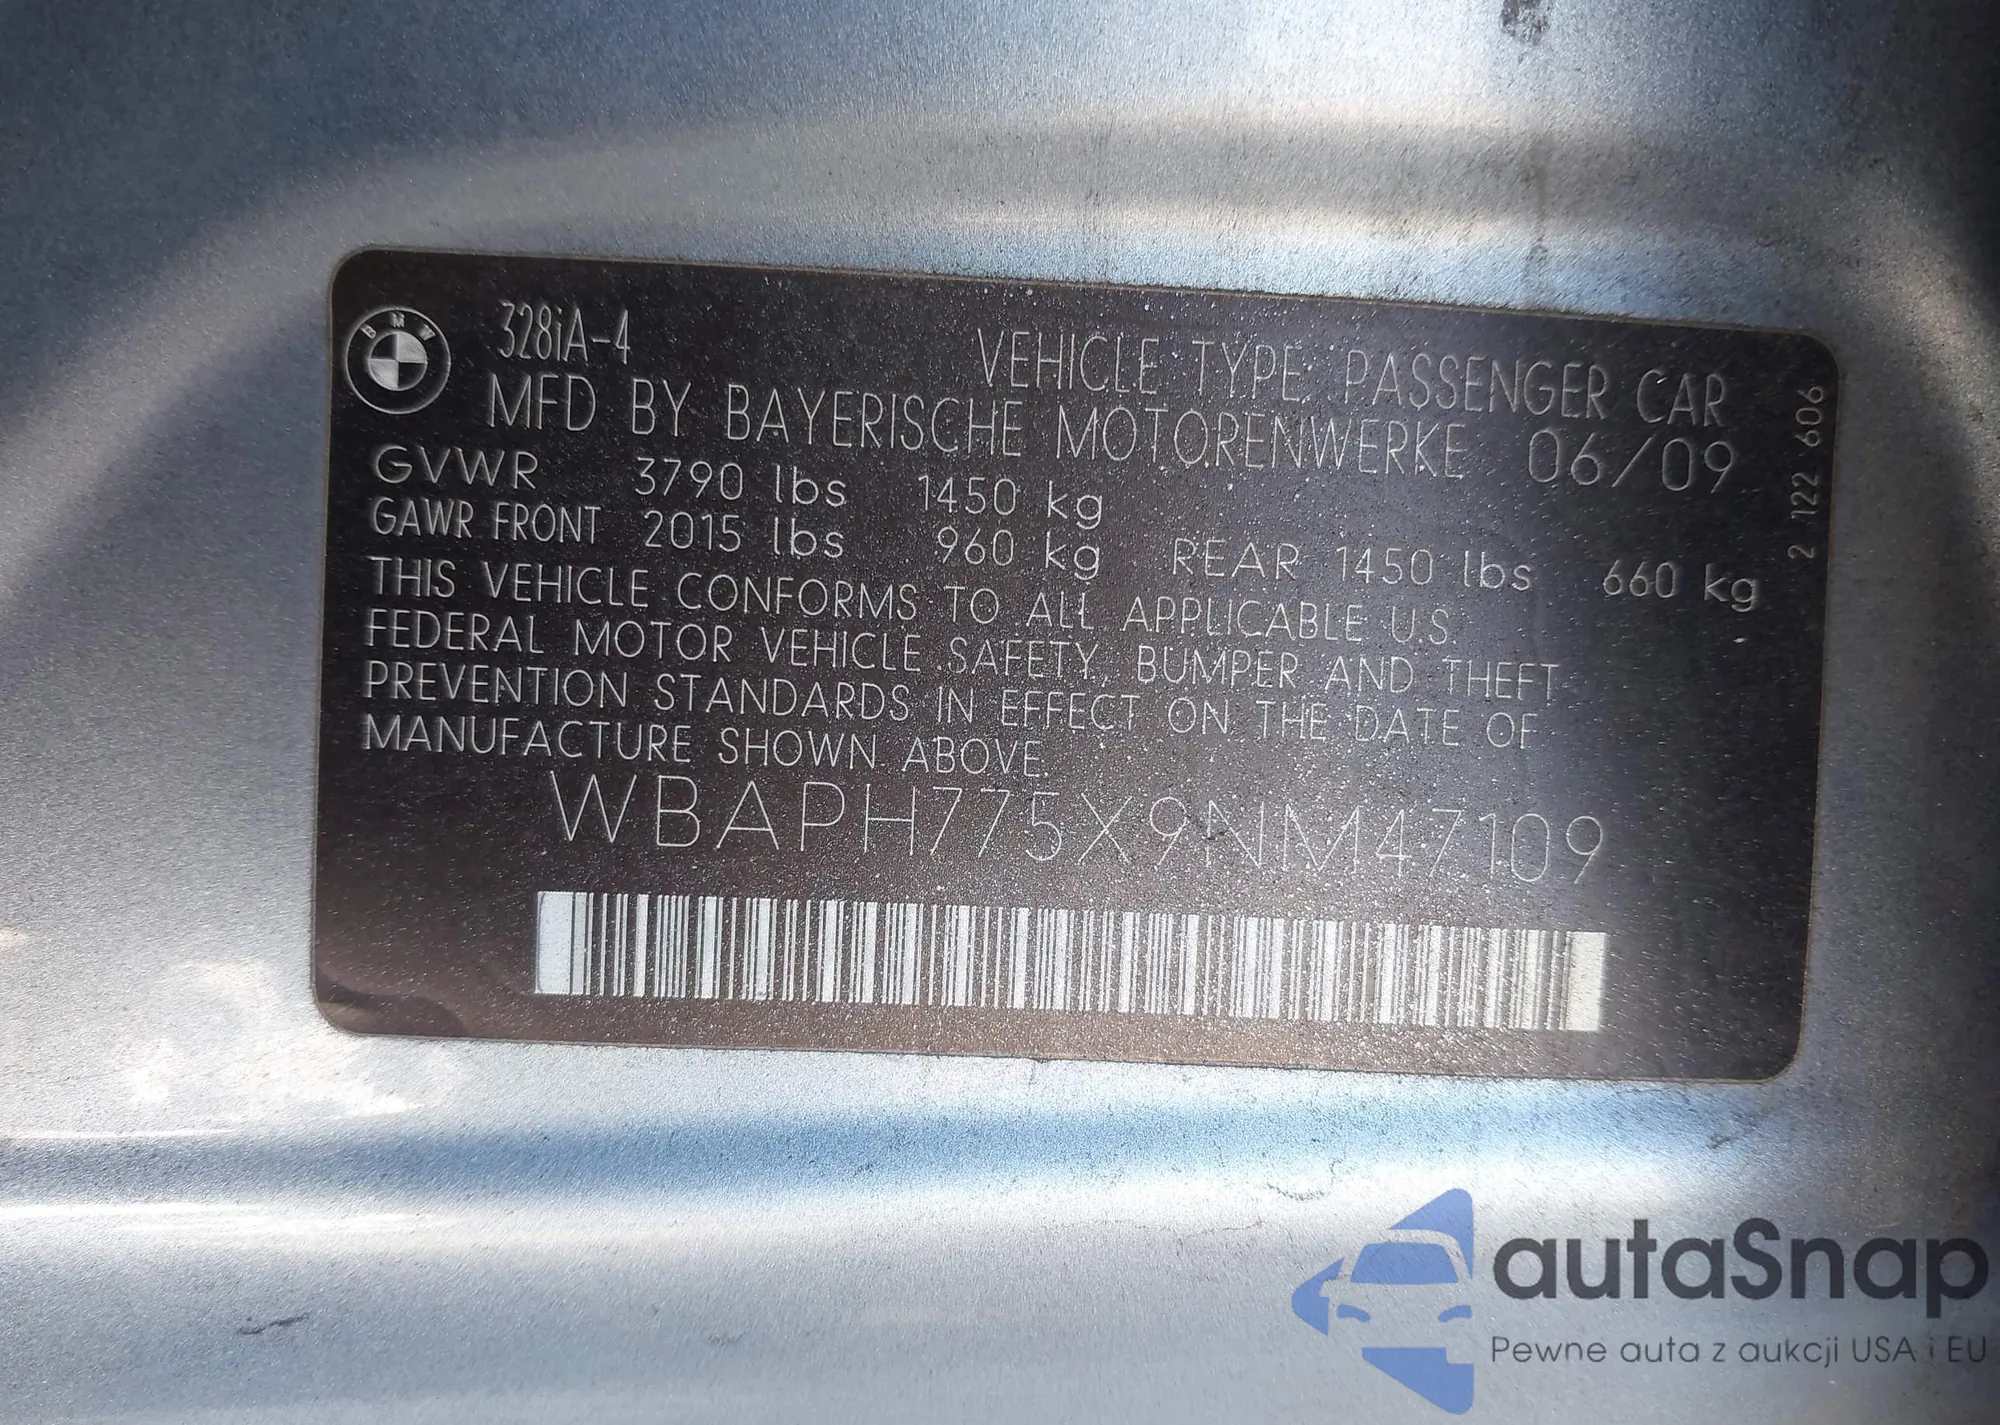 BMW
328iA-4
VEHICLE TYPE PASSENGER CAR
MFD BY BAYERISCHE MOTORENWERKE 06/09
GVWR 3790 lbs 1450 kg
GAWR FRONT 2015 lbs 960 kg REAR 1450 lbs 660 kg
THIS VEHICLE CONFORMS TO ALL APPLICABLE U.S.
FEDERAL MOTOR VEHICLE SAFETY, BUMPER AND THEFT
PREVENTION STANDARDS IN EFFECT ON THE DATE OF
MANUFACTURE SHOWN ABOVE.
WBAPH775X9NM47109
2 122 606
autaSnap
Pewne auta z aukcji USA i EU